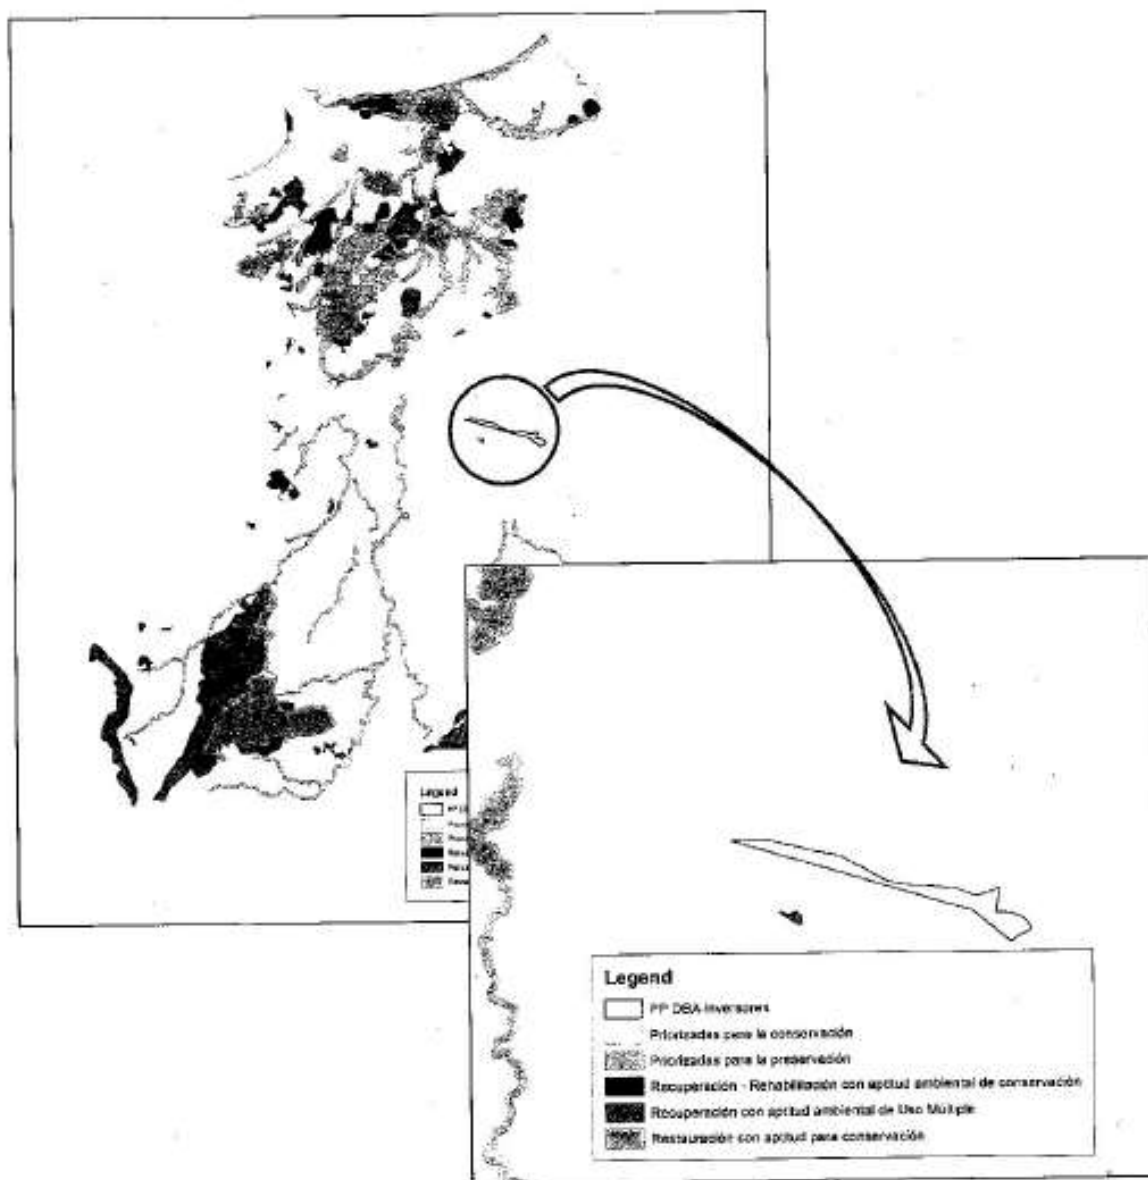 Legend
Legend
PP DBA-Inversores
Priorizadas para la conservación
Priorizadas para la preservación
Recuperación - Rehabilitación con aptitud ambiental de conservación
Recuperación con aptitud ambiental de Uso Múltiple
Restauración con aptitud para conservación